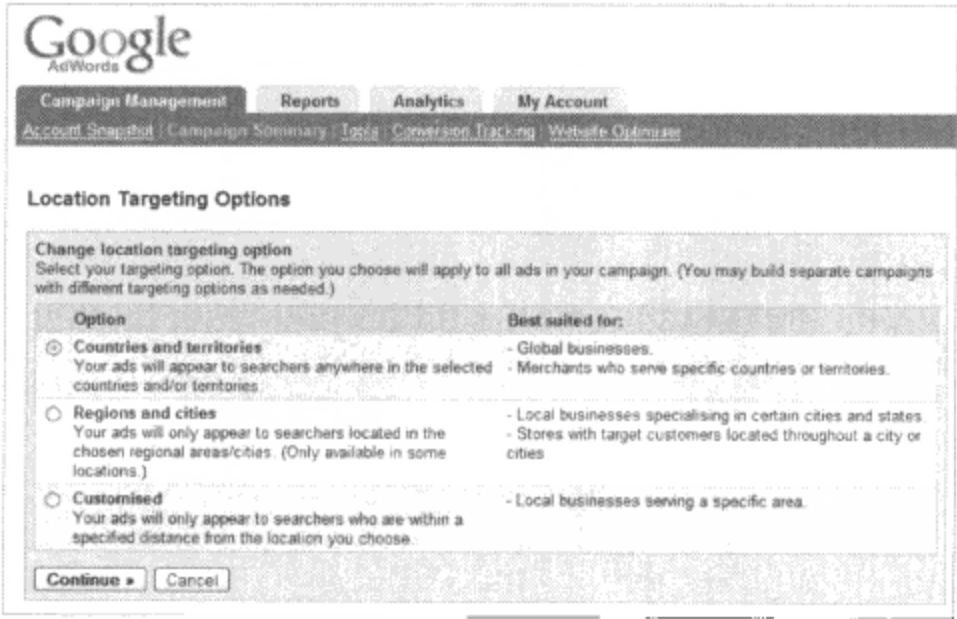 Google
AdWords
Campaign Management Reports Analytics My Account
Account Snapshot | Campaign Summary | Tools | Conversion Tracking | Website Optimiser
Location Targeting Options
Change location targeting option
Select your targeting option. The option you choose will apply to all ads in your campaign. (You may build separate campaigns
with different targeting options as needed.)
Option Best suited for:
Countries and territories - Global businesses.
Your ads will appear to searchers anywhere in the selected - Merchants who serve specific countries or territories.
countries and/or territories
Regions and cities - Local businesses specialising in certain cities and states.
Your ads will only appear to searchers located in the - Stores with target customers located throughout a city or
chosen regional areas/cities. (Only available in some cities
locations.)
Customised - Local businesses serving a specific area.
Your ads will only appear to searchers who are within a
specified distance from the location you choose.
Continue » Cancel